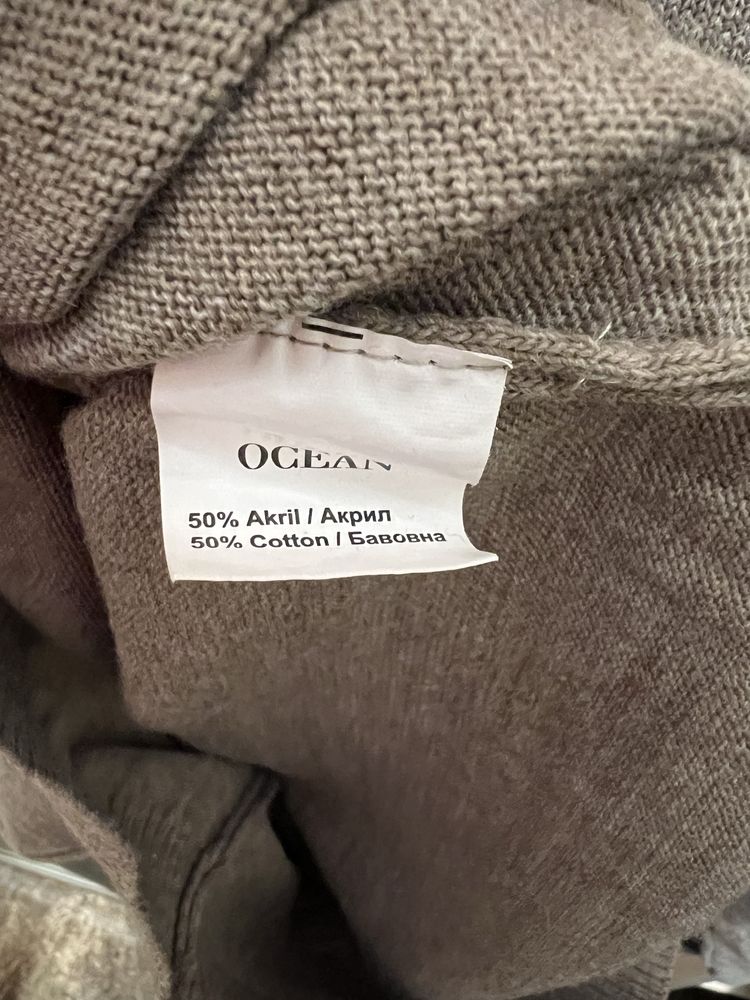 OCEAN
50% Akril / Акрил
50% Cotton / Бавовна